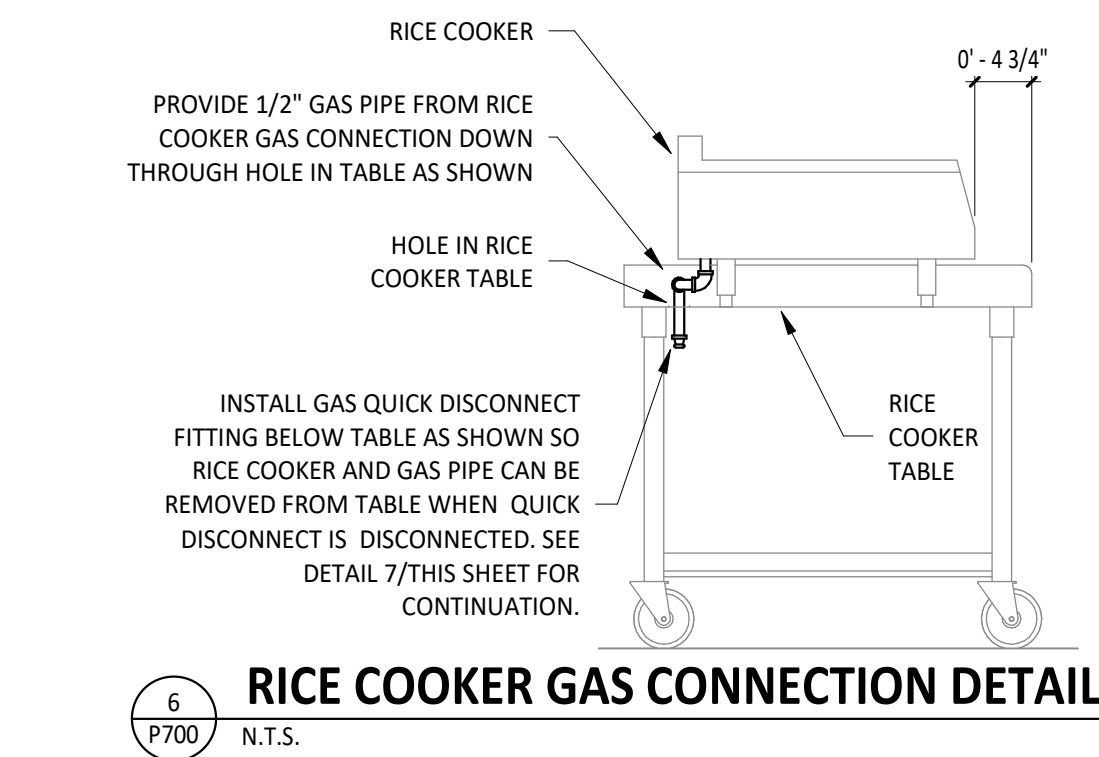 RICE COOKER
0' - 4 3/4"
PROVIDE 1/2" GAS PIPE FROM RICE
COOKER GAS CONNECTION DOWN
THROUGH HOLE IN TABLE AS SHOWN
HOLE IN RICE
COOKER TABLE
INSTALL GAS QUICK DISCONNECT
FITTING BELOW TABLE AS SHOWN SO
RICE COOKER AND GAS PIPE CAN BE
REMOVED FROM TABLE WHEN QUICK
DISCONNECT IS DISCONNECTED. SEE
DETAIL 7/THIS SHEET FOR
CONTINUATION.
RICE
COOKER
TABLE
6
P700
RICE COOKER GAS CONNECTION DETAIL
N.T.S.